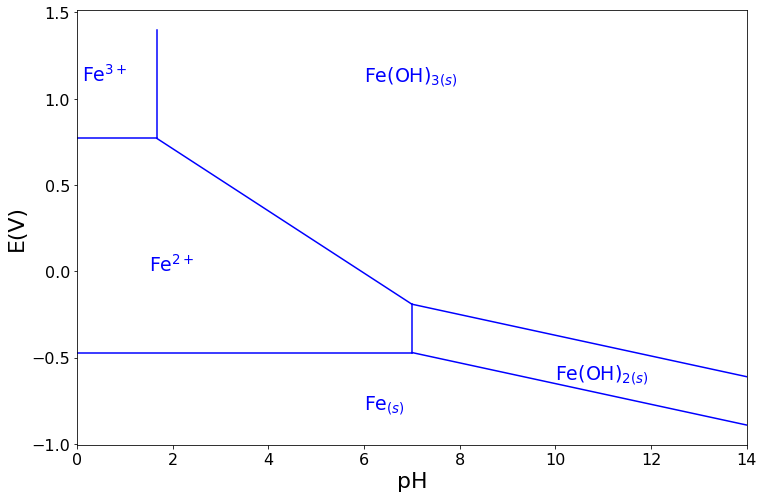 1.5
Fe³⁺
Fe(OH)₃₍ₛ₎
1.0
0.5
E(V)
Fe²⁺
0.0
−0.5
Fe(OH)₂₍ₛ₎
Fe₍ₛ₎
−1.0
0 2 4 6 8 10 12 14
pH